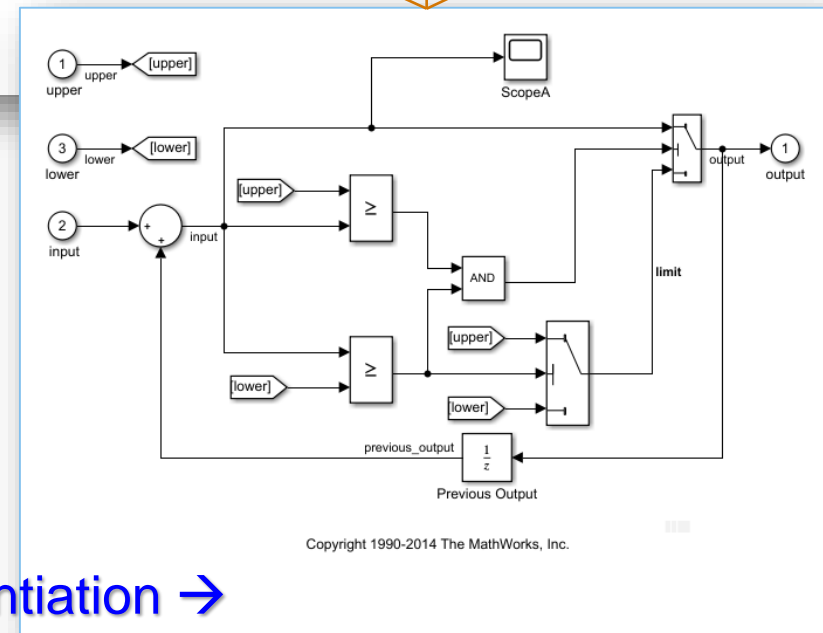 1
upper
[upper]
upper
ScopeA
3
lower
[lower]
lower
output
1
output
[upper]
≥
2
input
+
+
input
AND
limit
[upper]
[lower]
≥
[lower]
previous_output
1
z
Previous Output
Copyright 1990-2014 The MathWorks, Inc.
ntiation →